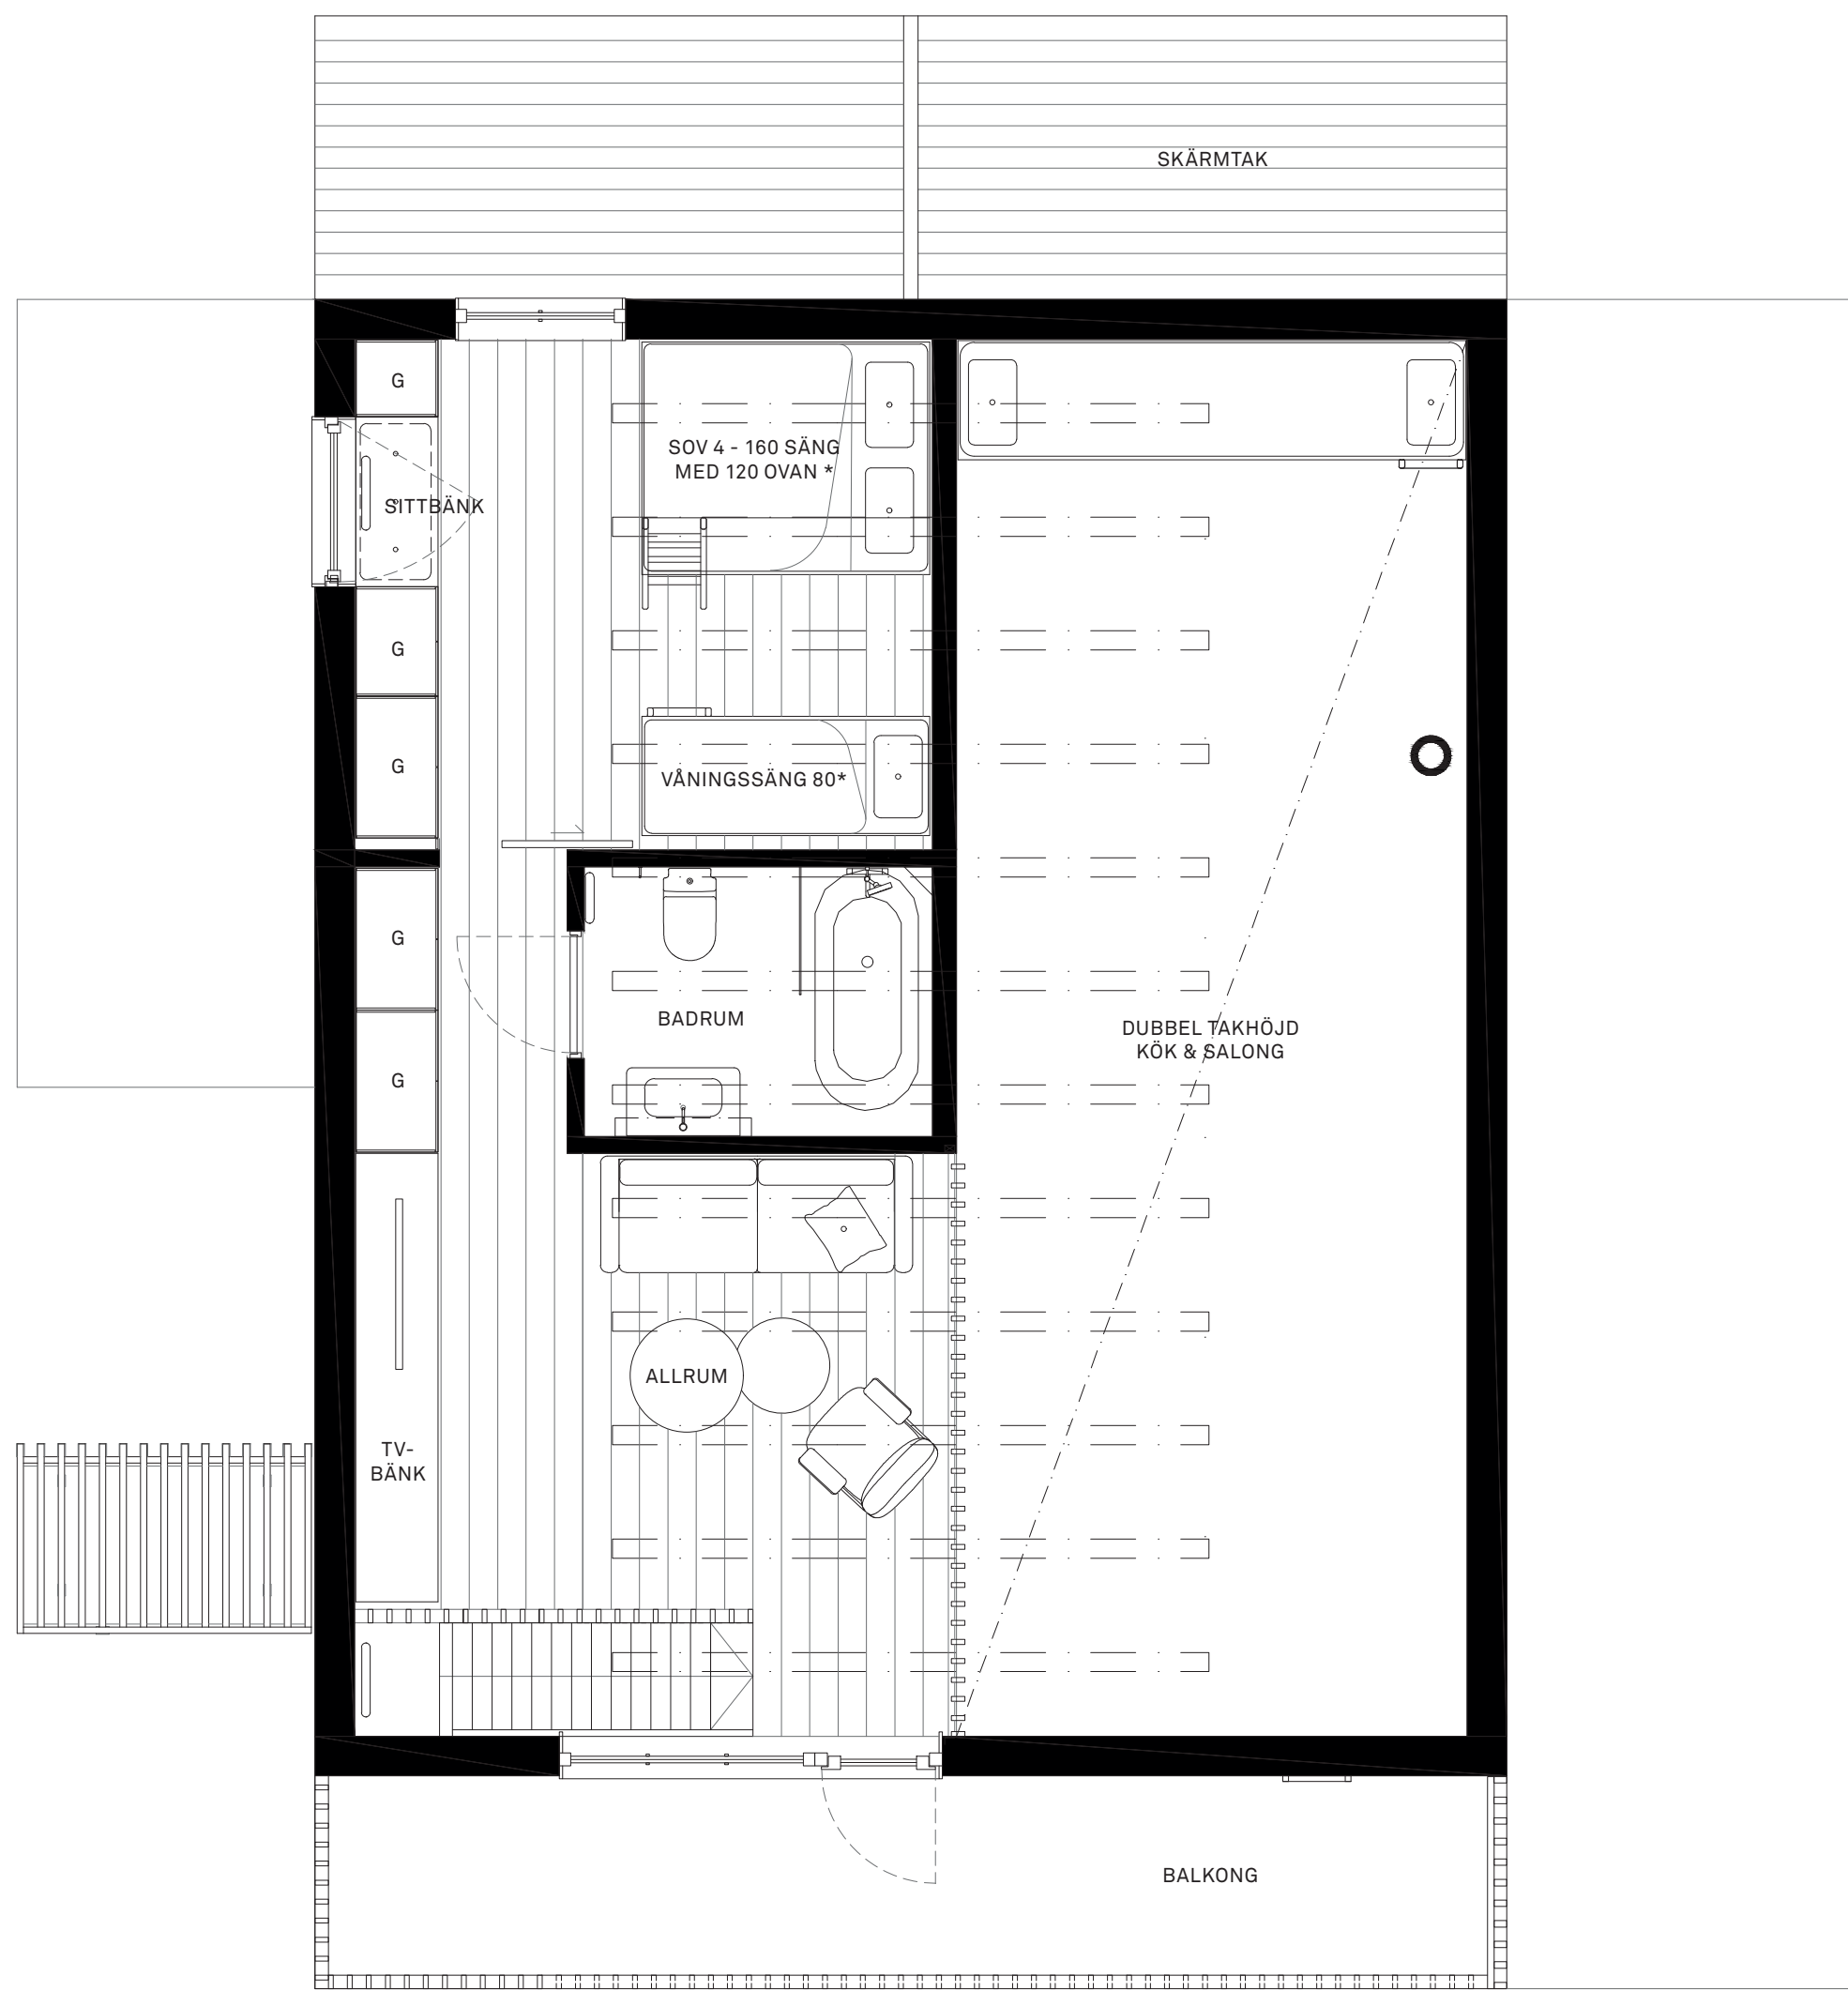 SKÄRMTAK
G
SOV 4 - 160 SÄNG
MED 120 OVAN *
SITTBÄNK
G
G
VÅNINGSSÄNG 80*
G
BADRUM
DUBBEL TAKHÖJD
KÖK & SALONG
G
ALLRUM
TV-
BÄNK
BALKONG